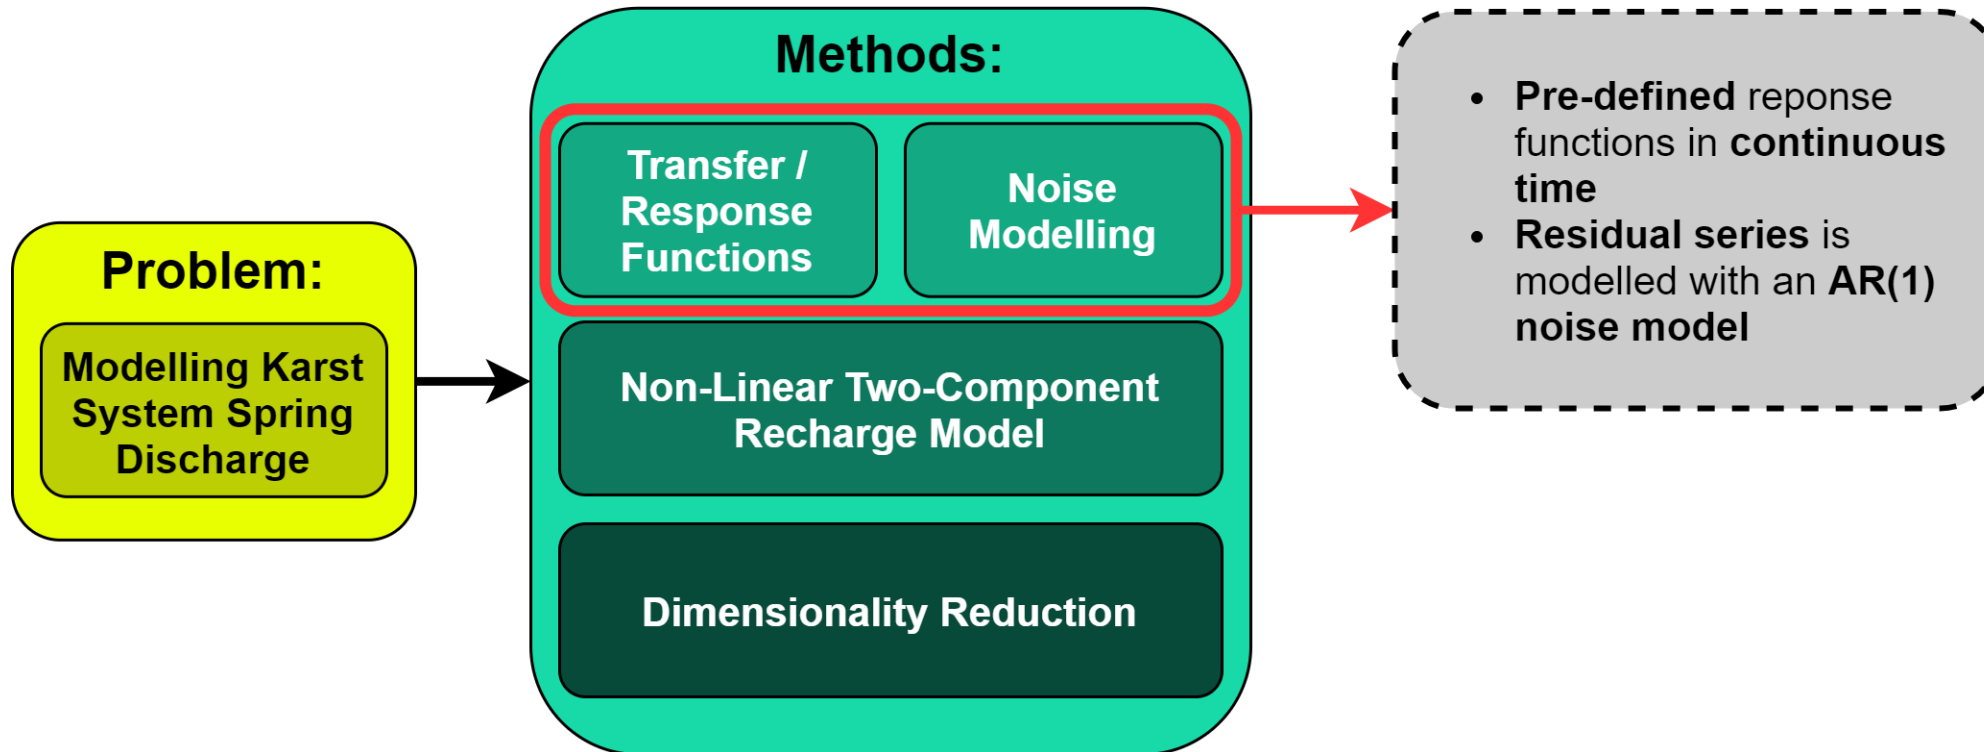 Problem:
Modelling Karst
System Spring
Discharge
Methods:
Transfer /
Response
Functions
Noise
Modelling
Non-Linear Two-Component
Recharge Model
Dimensionality Reduction
• Pre-defined reponse
functions in continuous
time
• Residual series is
modelled with an AR(1)
noise model